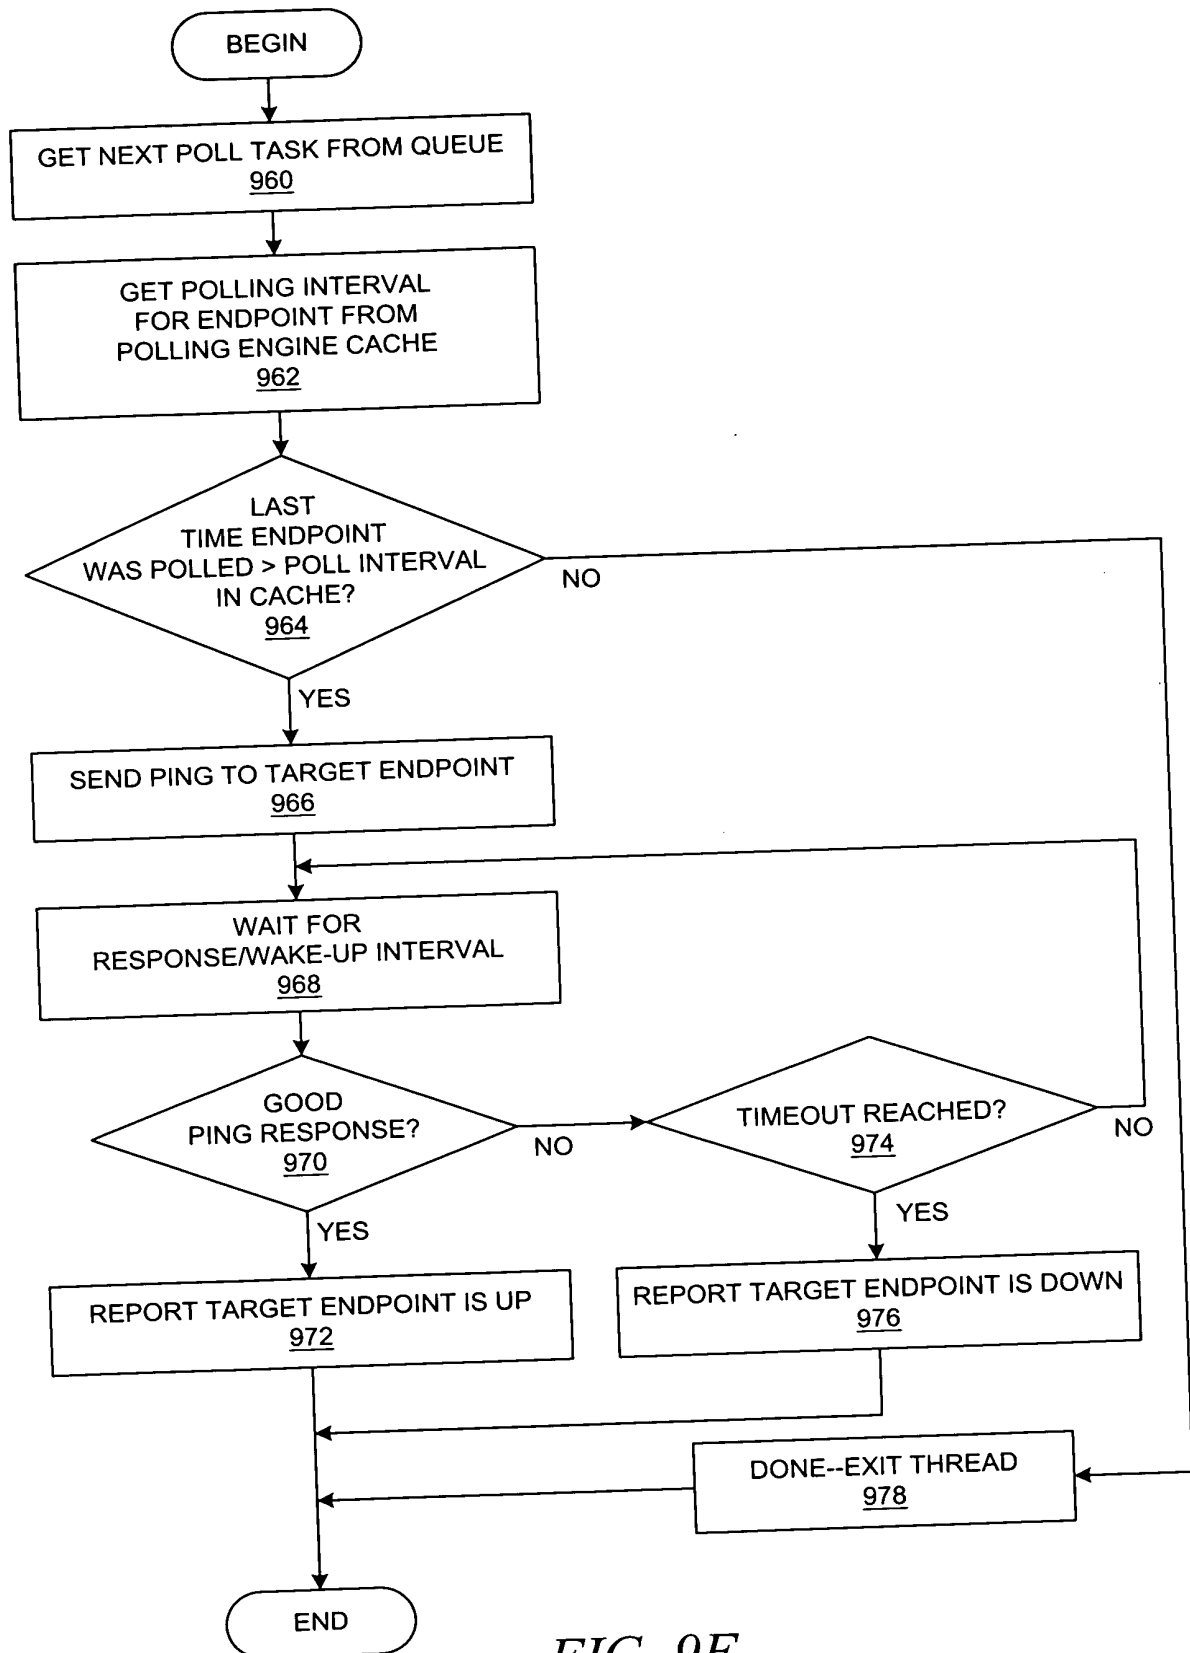 BEGIN
GET NEXT POLL TASK FROM QUEUE
960
GET POLLING INTERVAL
FOR ENDPOINT FROM
POLLING ENGINE CACHE
962
LAST
TIME ENDPOINT
WAS POLLED > POLL INTERVAL
IN CACHE?
964
NO
YES
SEND PING TO TARGET ENDPOINT
966
WAIT FOR
RESPONSE/WAKE-UP INTERVAL
968
GOOD
PING RESPONSE?
970
NO
TIMEOUT REACHED?
974
NO
YES
YES
REPORT TARGET ENDPOINT IS UP
972
REPORT TARGET ENDPOINT IS DOWN
976
DONE--EXIT THREAD
978
END